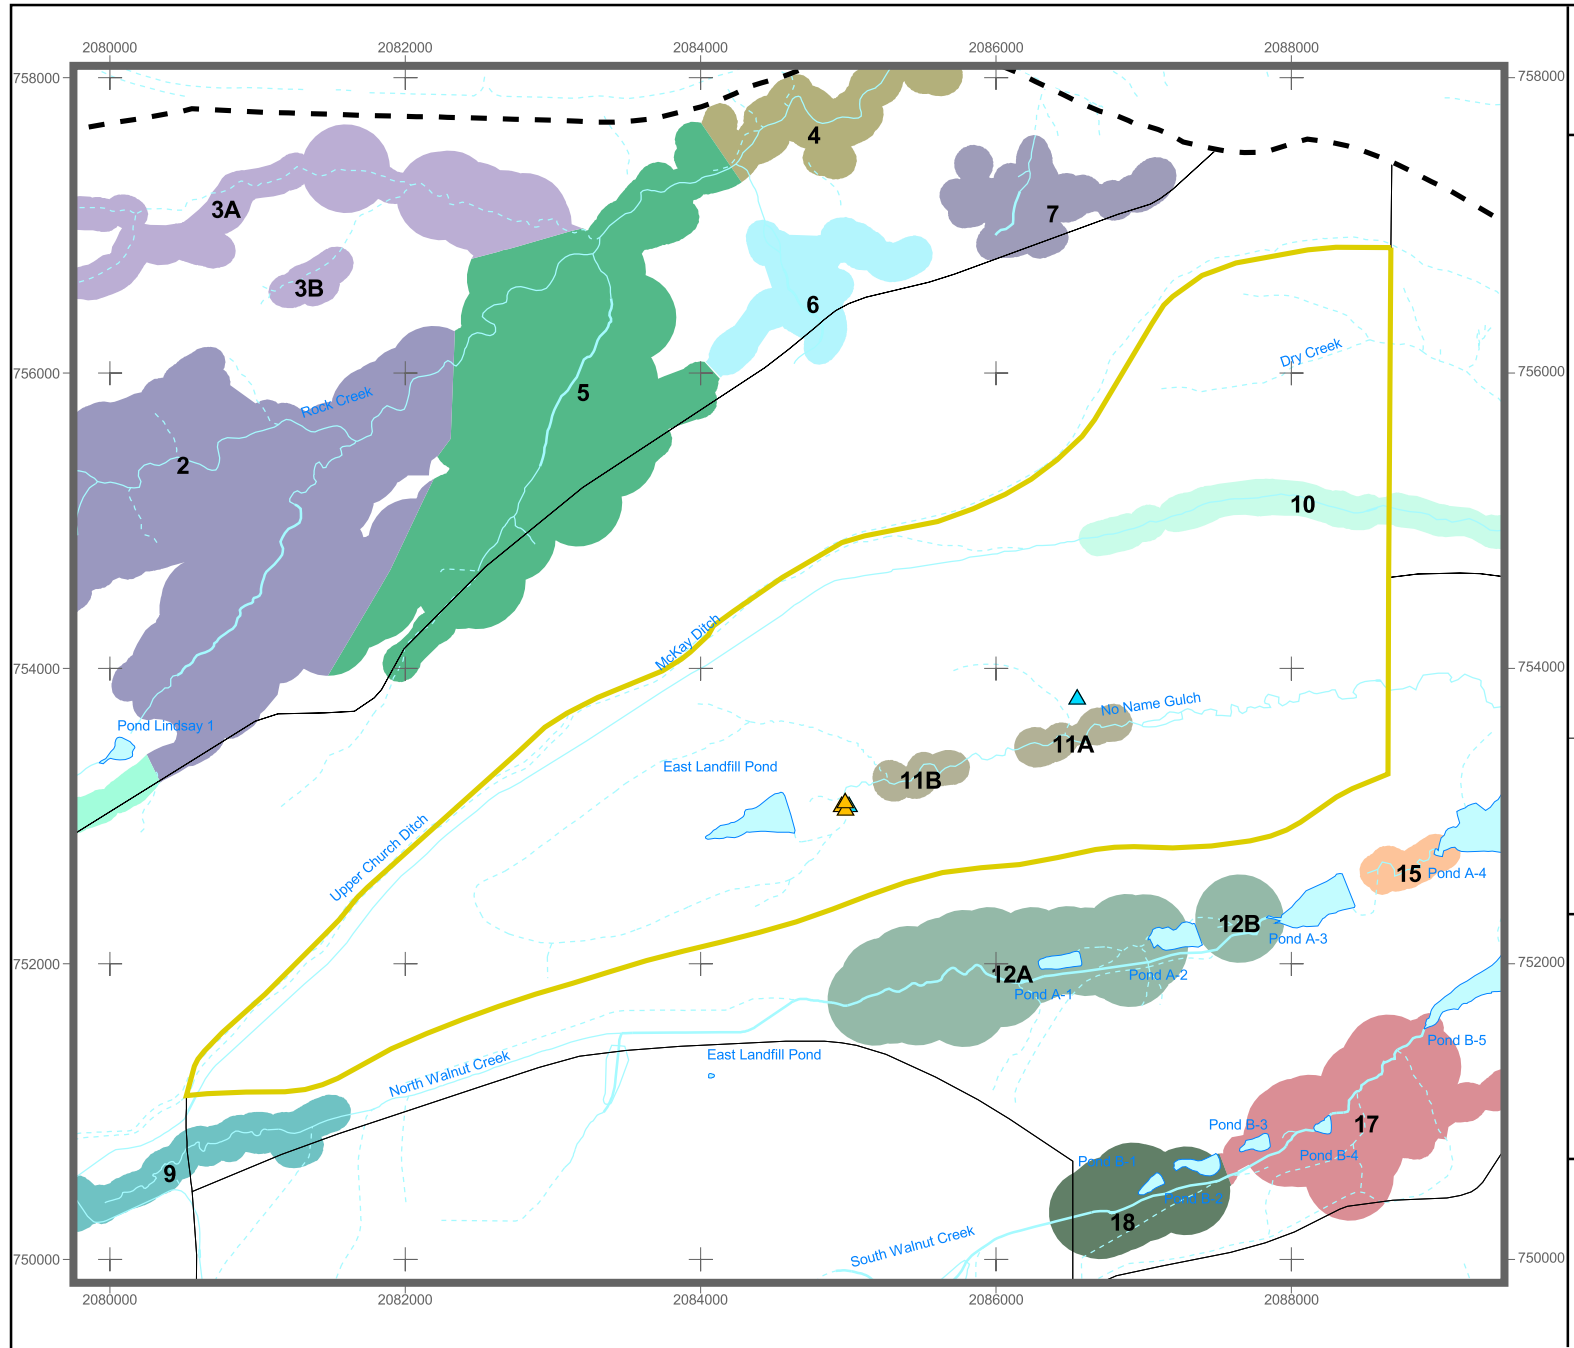 2080000 2082000 2084000 2086000 2088000
758000 758000
4
3A
7
3B
6
756000 756000
Dry Creek
5
Rock Creek
2
10
McKay Ditch
754000 754000
No Name Gulch
Pond Lindsay 1
11A
East Landfill Pond
11B
Upper Church Ditch
15
Pond A-4
12B
Pond A-3
752000 752000
12A
Pond A-2
Pond A-1
Pond B-5
East Landfill Pond
North Walnut Creek
Pond B-3
17
Pond B-4
Pond B-1
9
Pond B-2
18
South Walnut Creek
750000 750000
2080000 2082000 2084000 2086000 2088000